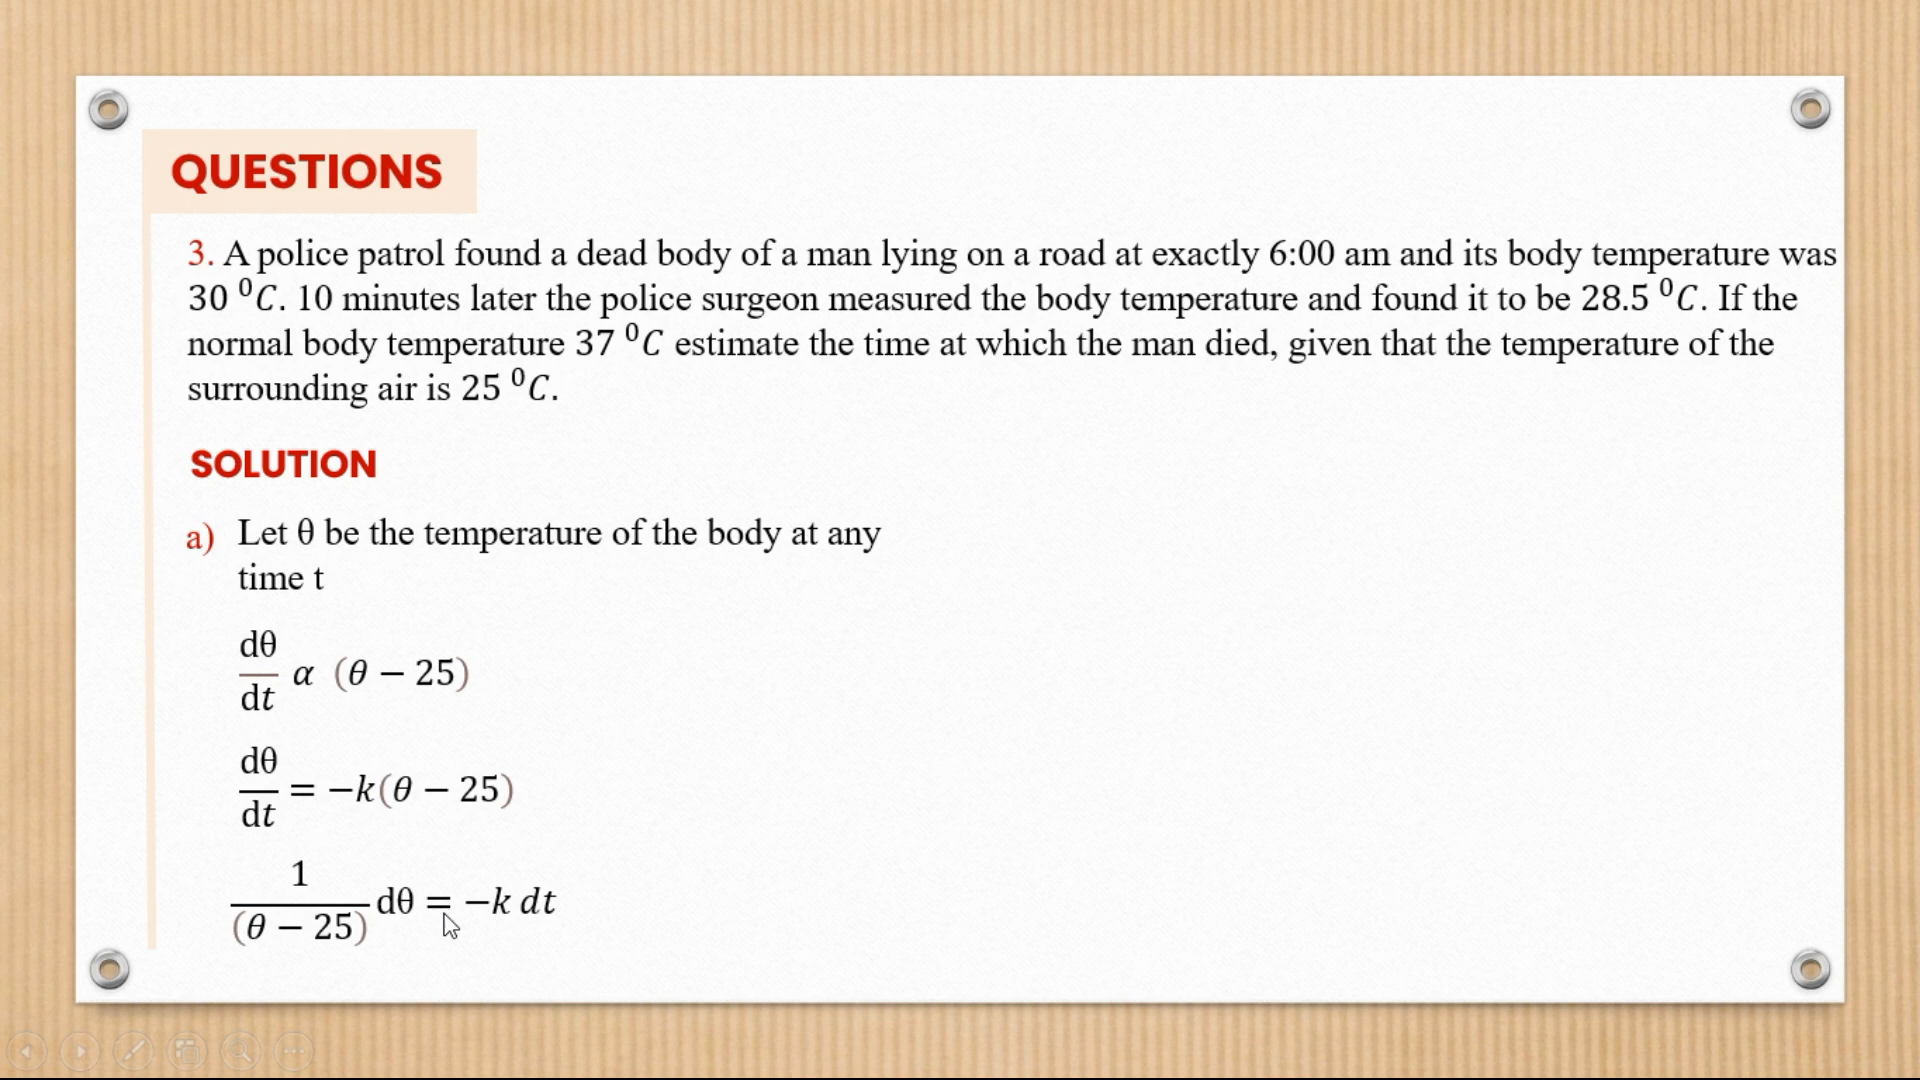 QUESTIONS
3. A police patrol found a dead body of a man lying on a road at exactly 6:00 am and its body temperature was
30 ⁰C. 10 minutes later the police surgeon measured the body temperature and found it to be 28.5 ⁰C. If the
normal body temperature 37 ⁰C estimate the time at which the man died, given that the temperature of the
surrounding air is 25 ⁰C.
SOLUTION
a) Let θ be the temperature of the body at any
time t
dθ/dt α (θ − 25)
dθ/dt = −k(θ − 25)
1/(θ − 25) dθ = −k dt